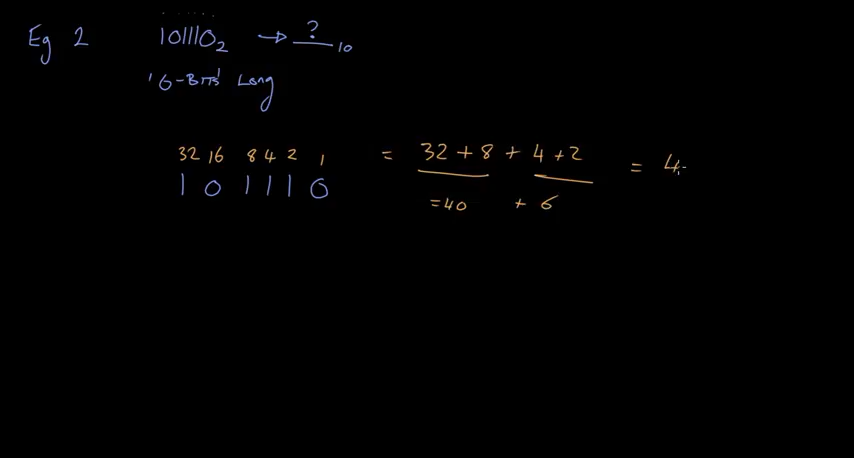 Eg 2 101110₂ → ?₁₀
'6-BITS' Long
32 16 8 4 2 1 = 32 + 8 + 4 + 2 = 4
1 0 1 1 1 0 = 40 + 6